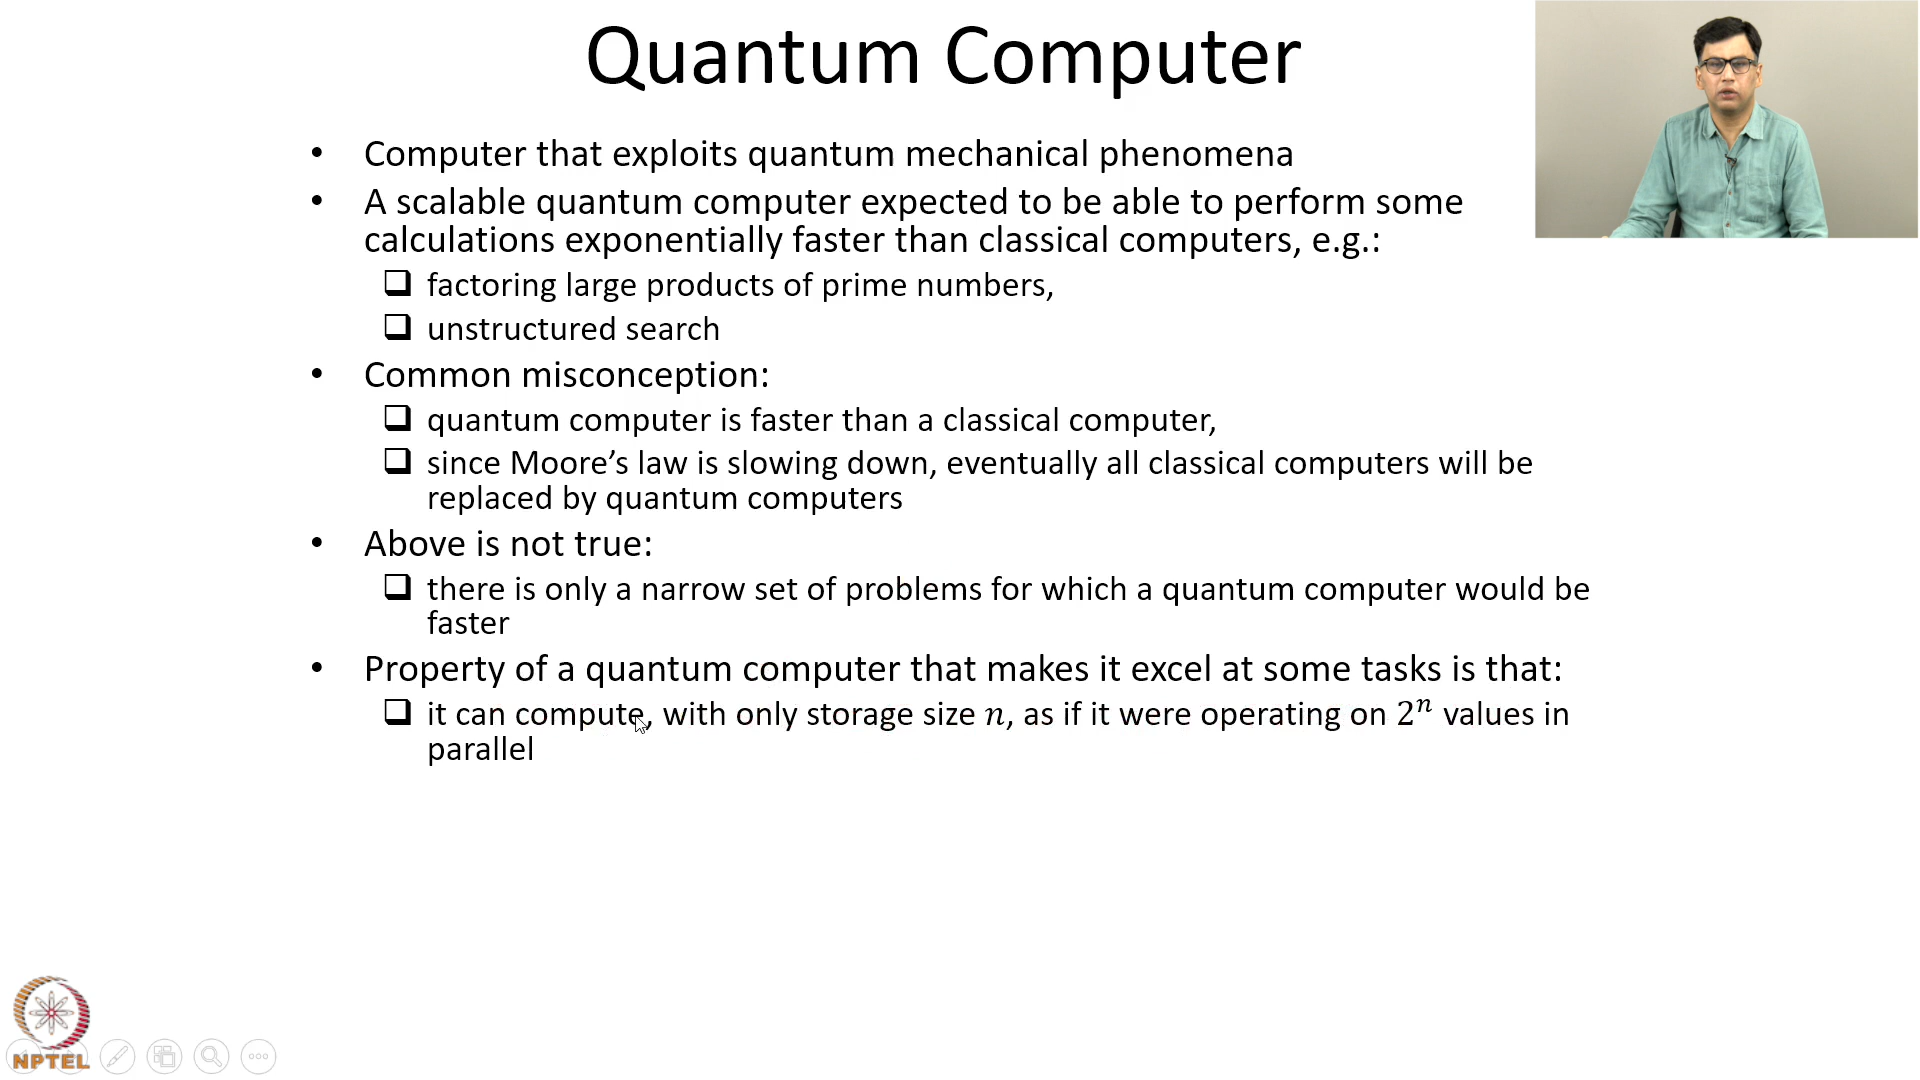 Quantum Computer
• Computer that exploits quantum mechanical phenomena
• A scalable quantum computer expected to be able to perform some
calculations exponentially faster than classical computers, e.g.:
❑ factoring large products of prime numbers,
❑ unstructured search
• Common misconception:
❑ quantum computer is faster than a classical computer,
❑ since Moore’s law is slowing down, eventually all classical computers will be
replaced by quantum computers
• Above is not true:
❑ there is only a narrow set of problems for which a quantum computer would be
faster
• Property of a quantum computer that makes it excel at some tasks is that:
❑ it can compute, with only storage size n, as if it were operating on 2ⁿ values in
parallel
NPTEL